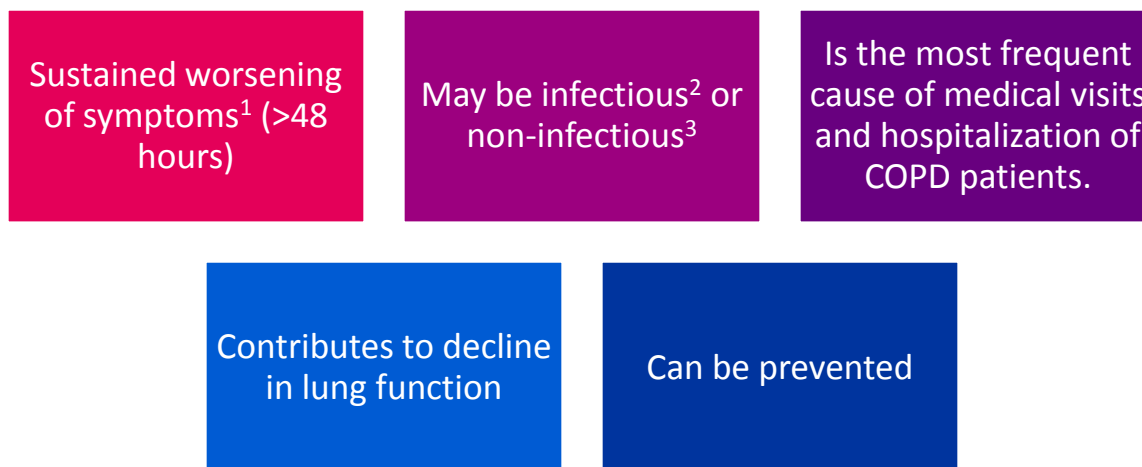 Sustained worsening
of symptoms¹ (>48
hours)
May be infectious² or
non-infectious³
Is the most frequent
cause of medical visits
and hospitalization of
COPD patients.
Contributes to decline
in lung function
Can be prevented